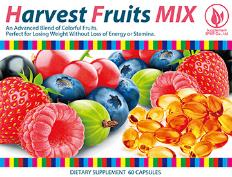 Harvest Fruits MIX
An Advanced Blend of Colorful Fruits.
Perfect for Losing Weight Without Loss of Energy or Stamina.
Supplement
DIETARY SUPPLEMENT 60 CAPSULES